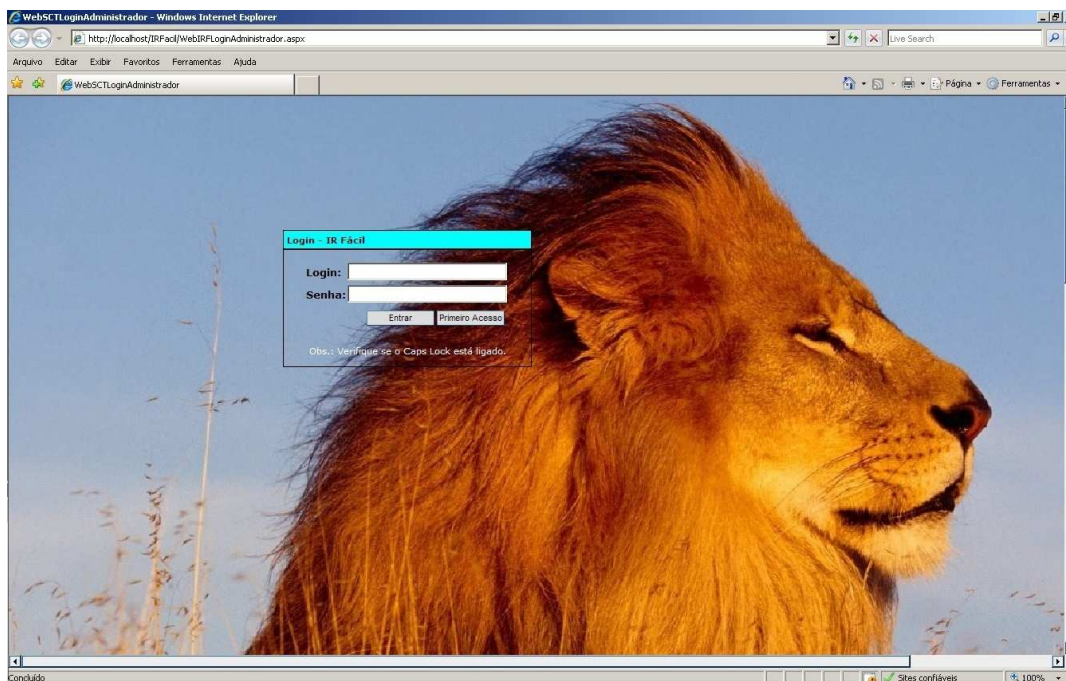 WebSCTLoginAdministrador - Windows Internet Explorer
http://localhost/IRFacil/WebIRFLoginAdministrador.aspx
Live Search
Arquivo Editar Exibir Favoritos Ferramentas Ajuda
WebSCTLoginAdministrador
Página
Ferramentas
Login - IR Fácil
Login:
Senha:
Entrar
Primeiro Acesso
Obs.: Verifique se o Caps Lock está ligado.
Concluído
Sites confiáveis
100%